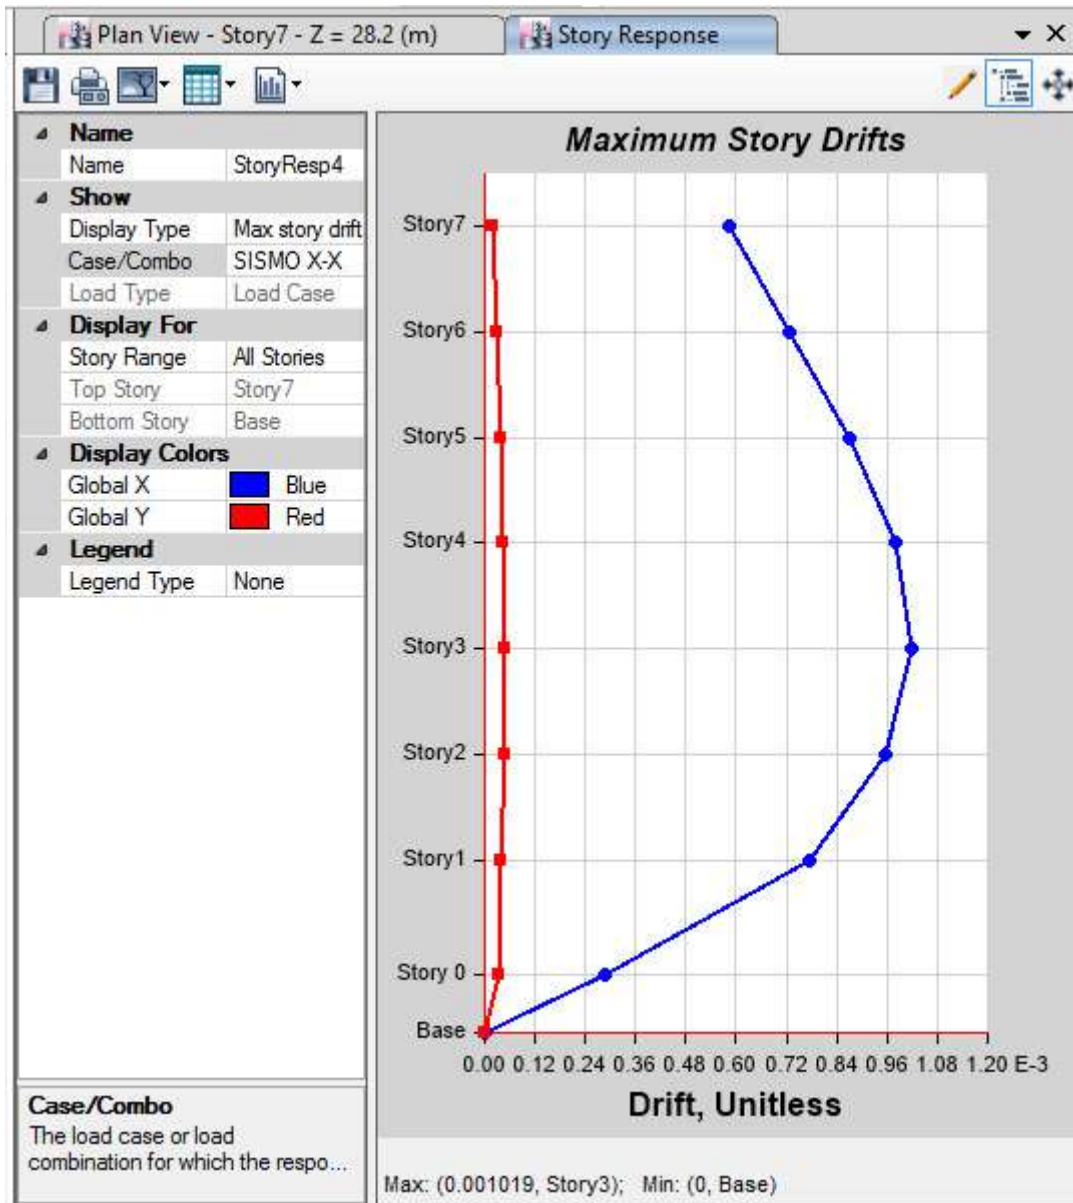 Plan View - Story7 - Z = 28.2 (m)
Story Response
Name
Name StoryResp4
Show
Display Type Max story drift
Case/Combo SISMO X-X
Load Type Load Case
Display For
Story Range All Stories
Top Story Story7
Bottom Story Base
Display Colors
Global X Blue
Global Y Red
Legend
Legend Type None
Case/Combo
The load case or load
combination for which the respo...
Maximum Story Drifts
Story7
Story6
Story5
Story4
Story3
Story2
Story1
Story 0
Base
0.00 0.12 0.24 0.36 0.48 0.60 0.72 0.84 0.96 1.08 1.20 E-3
Drift, Unitless
Max: (0.001019, Story3); Min: (0, Base)